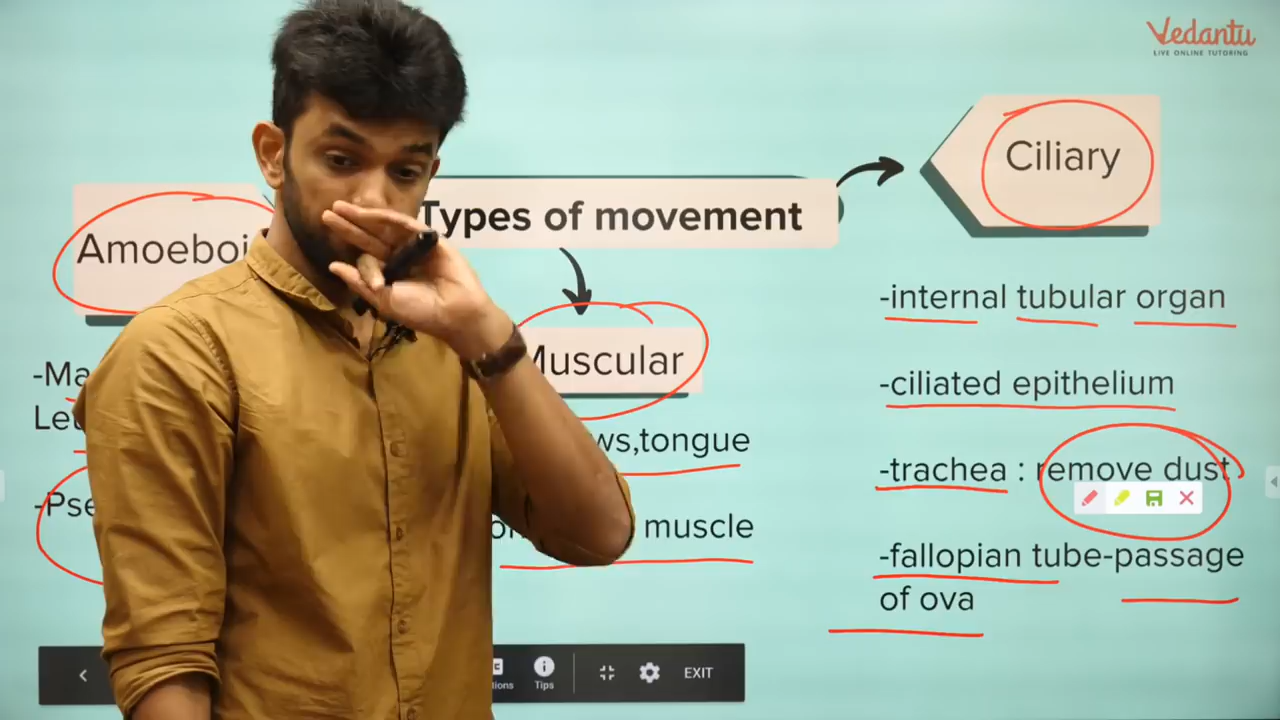 Vedantu
LIVE ONLINE TUTORING
Ciliary
Types of movement
Amoeboi
Muscular
-internal tubular organ
-ciliated epithelium
-trachea : remove dust
-fallopian tube-passage
of ova
tongue
muscle
Tips
EXIT